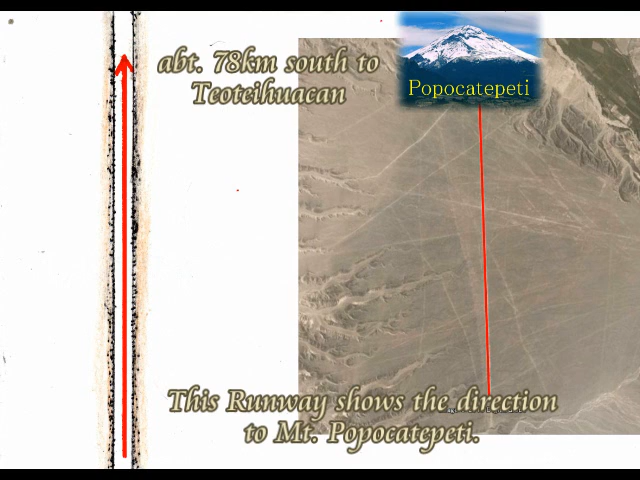 abt. 78km south to
Teoteihuacan
Popocatepeti
This Runway shows the direction
to Mt. Popocatepeti.